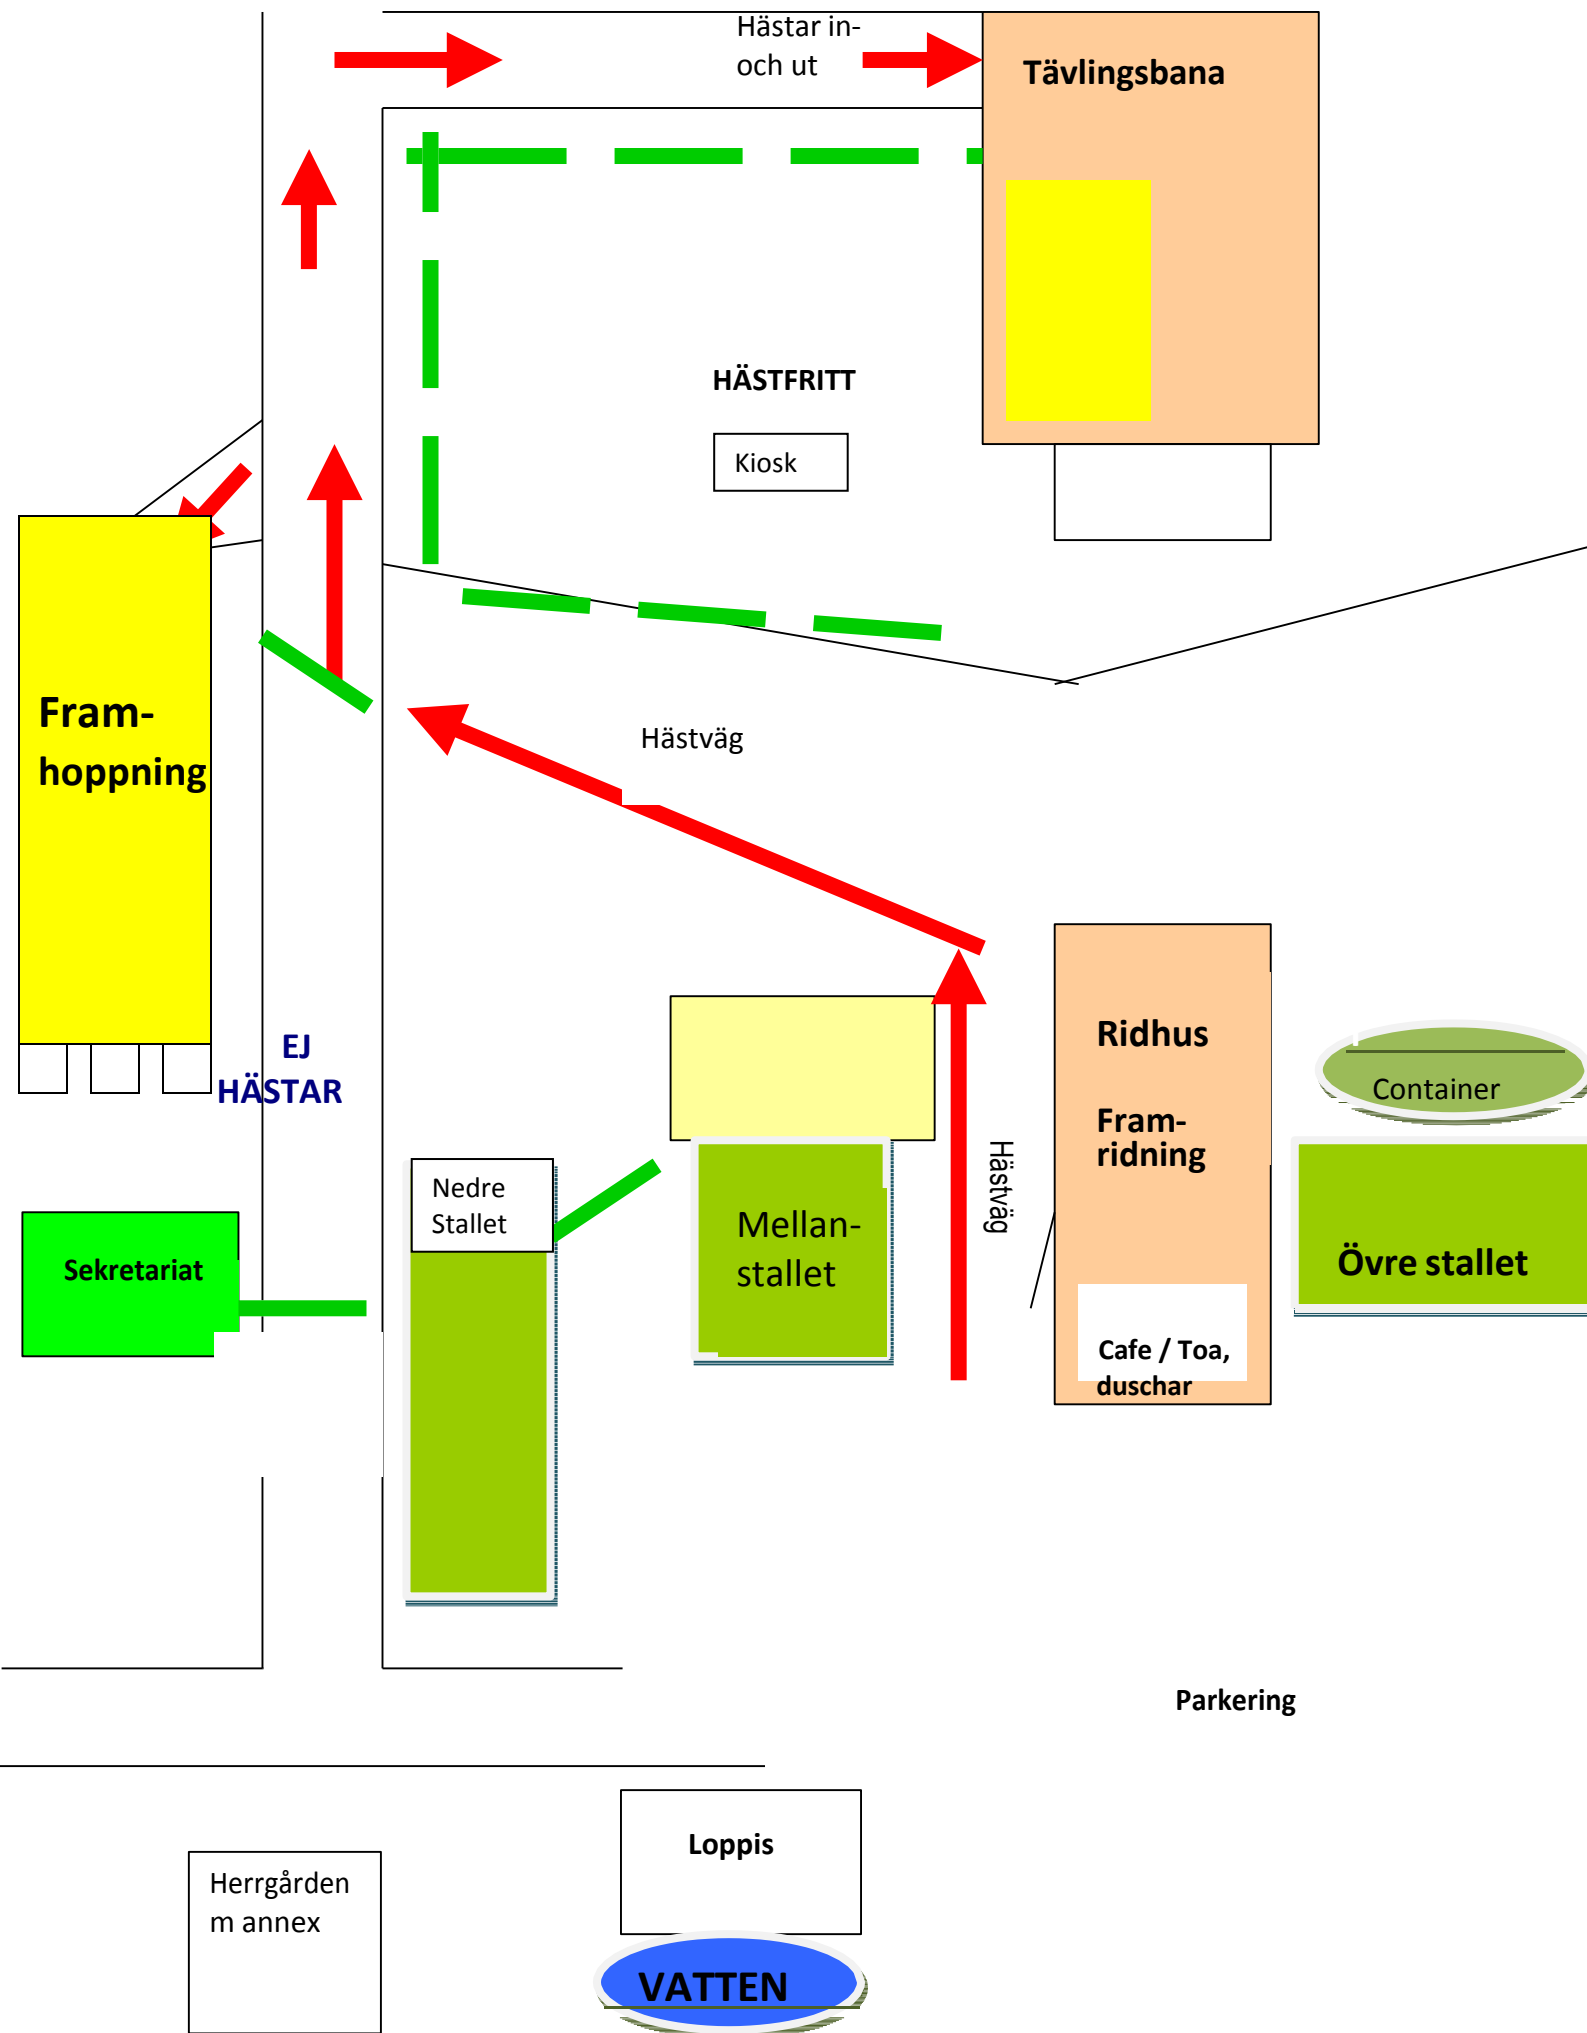 Hästar in-
och ut
Tävlingsbana
HÄSTFRITT
Kiosk
Fram-
hoppning
Hästväg
EJ
HÄSTAR
Ridhus
Fram-
ridning
Container
Nedre
Stallet
Mellan-
stallet
Hästväg
Sekretariat
Övre stallet
Cafe / Toa,
duschar
Parkering
Loppis
Herrgården
m annex
VATTEN